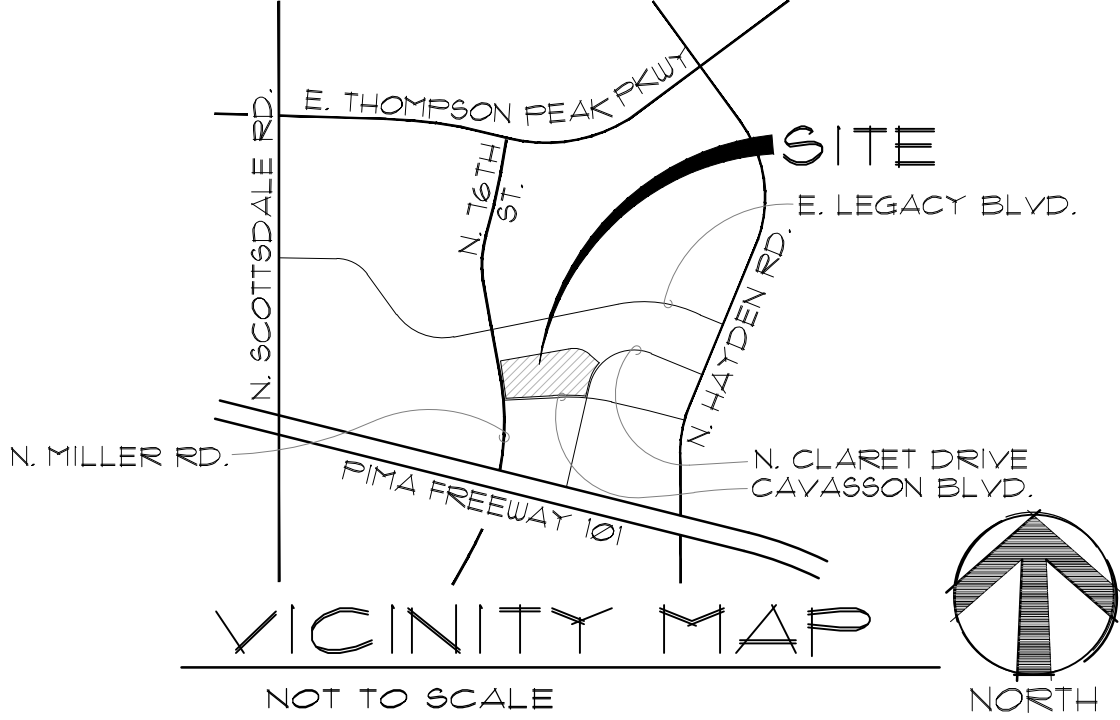 E. THOMPSON PEAK PKWY
N. SCOTTSDALE RD.
N. 76TH
ST.
SITE
E. LEGACY BLVD.
N. HAYDEN RD.
N. MILLER RD.
PIMA FREEWAY 101
N. CLARET DRIVE
CAVASSON BLVD.
VICINITY MAP
NOT TO SCALE
NORTH